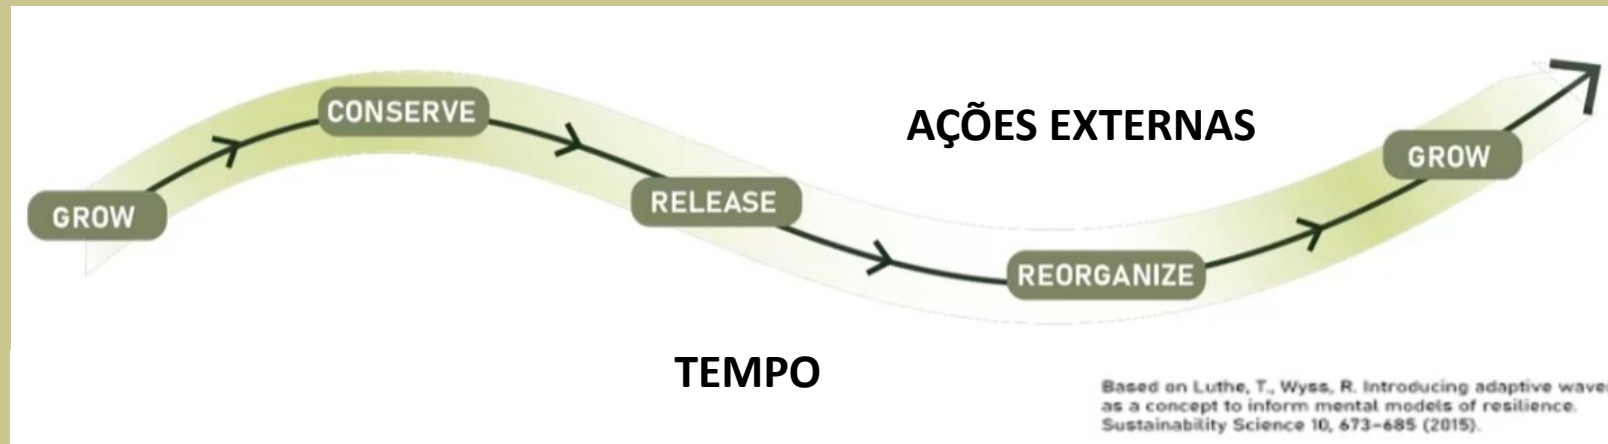 CONSERVE
AÇÕES EXTERNAS
GROW
GROW
RELEASE
REORGANIZE
TEMPO
Based on Luthe, T., Wyss, R. Introducing adaptive waves
as a concept to inform mental models of resilience.
Sustainability Science 10, 673–685 (2015).